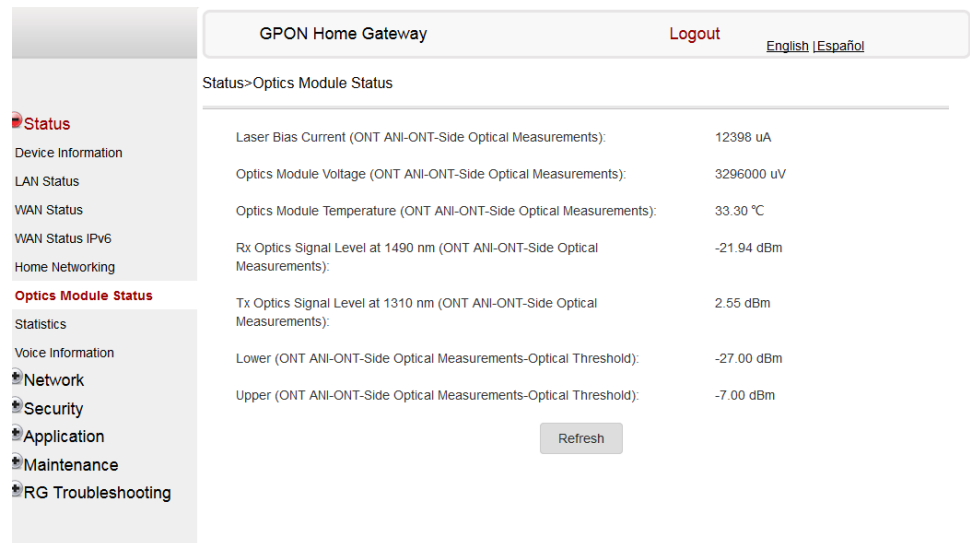 GPON Home Gateway
Logout
English |Español
Status>Optics Module Status
Status
Device Information
LAN Status
WAN Status
WAN Status IPv6
Home Networking
Optics Module Status
Statistics
Voice Information
Network
Security
Application
Maintenance
RG Troubleshooting
Laser Bias Current (ONT ANI-ONT-Side Optical Measurements): 12398 uA
Optics Module Voltage (ONT ANI-ONT-Side Optical Measurements): 3296000 uV
Optics Module Temperature (ONT ANI-ONT-Side Optical Measurements): 33.30 ℃
Rx Optics Signal Level at 1490 nm (ONT ANI-ONT-Side Optical -21.94 dBm
Measurements):
Tx Optics Signal Level at 1310 nm (ONT ANI-ONT-Side Optical 2.55 dBm
Measurements):
Lower (ONT ANI-ONT-Side Optical Measurements-Optical Threshold): -27.00 dBm
Upper (ONT ANI-ONT-Side Optical Measurements-Optical Threshold): -7.00 dBm
Refresh